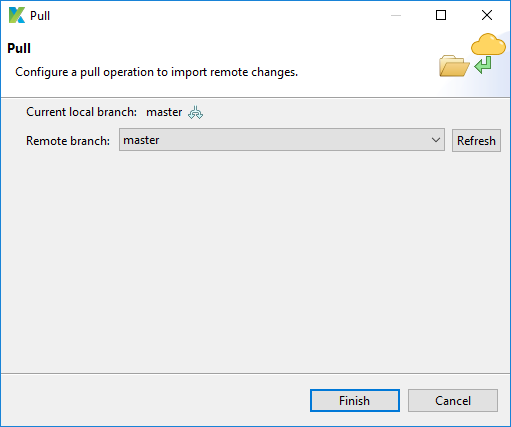 Pull
Pull
Configure a pull operation to import remote changes.
Current local branch: master
Remote branch: master Refresh
Finish Cancel